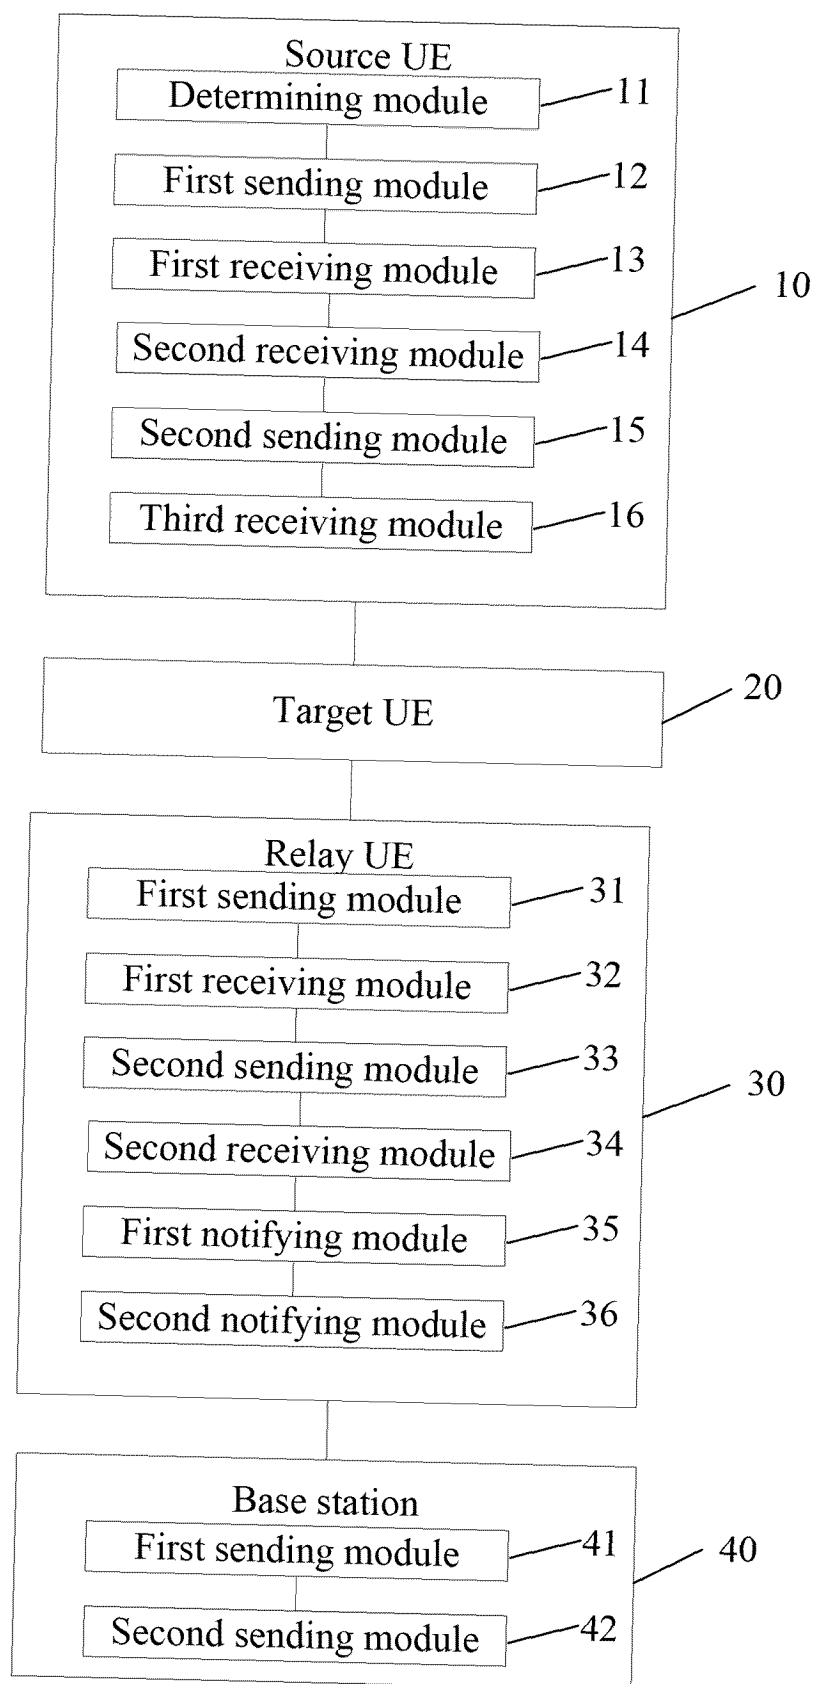 Source UE
Determining module 11
First sending module 12
First receiving module 13
10
Second receiving module 14
Second sending module 15
Third receiving module 16
Target UE 20
Relay UE
First sending module 31
First receiving module 32
Second sending module 33
30
Second receiving module 34
First notifying module 35
Second notifying module 36
Base station
First sending module 41
40
Second sending module 42